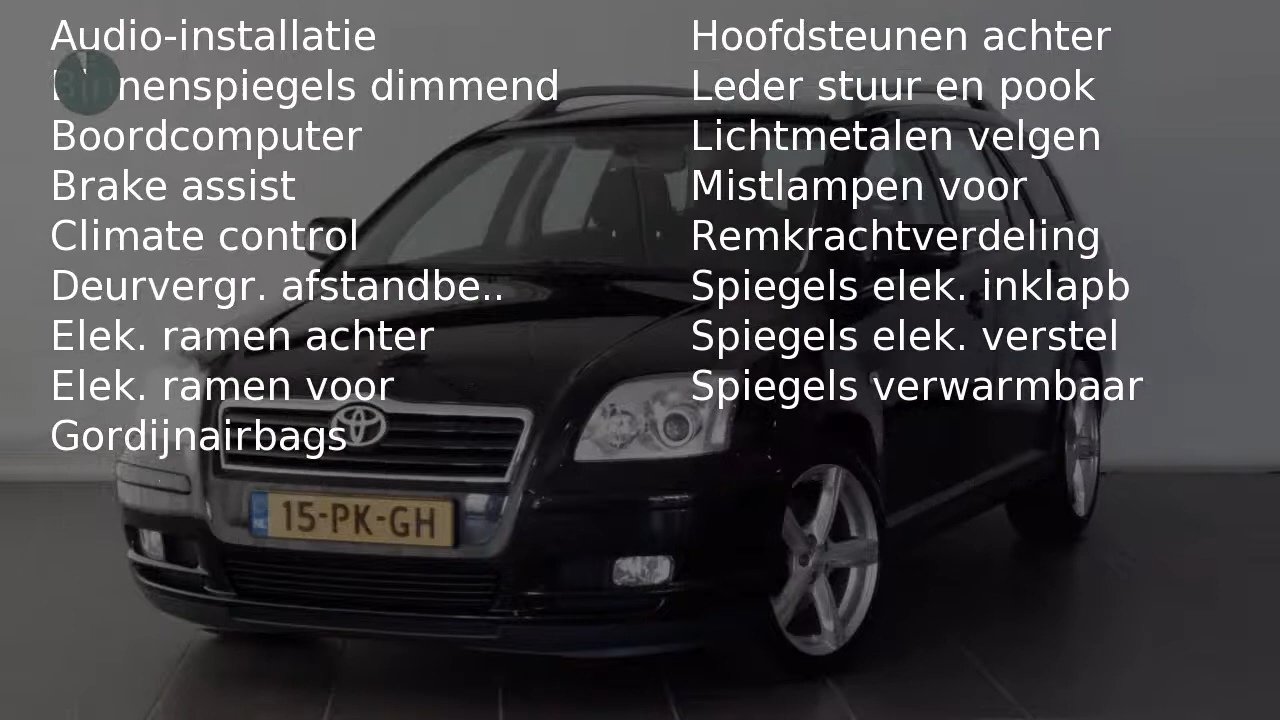 Audio-installatie
Binnenspiegels dimmend
Boordcomputer
Brake assist
Climate control
Deurvergr. afstandbe..
Elek. ramen achter
Elek. ramen voor
Gordijnairbags
Hoofdsteunen achter
Leder stuur en pook
Lichtmetalen velgen
Mistlampen voor
Remkrachtverdeling
Spiegels elek. inklapb
Spiegels elek. verstel
Spiegels verwarmbaar
NL 15-PK-GH